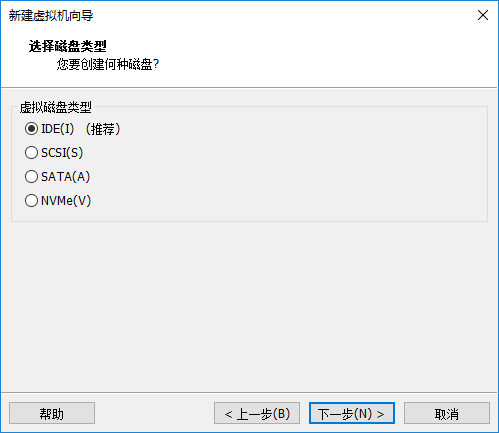 新建虚拟机向导
选择磁盘类型
您要创建何种磁盘?
虚拟磁盘类型
IDE(I) （推荐）
SCSI(S)
SATA(A)
NVMe(V)
帮助
< 上一步(B)
下一步(N) >
取消